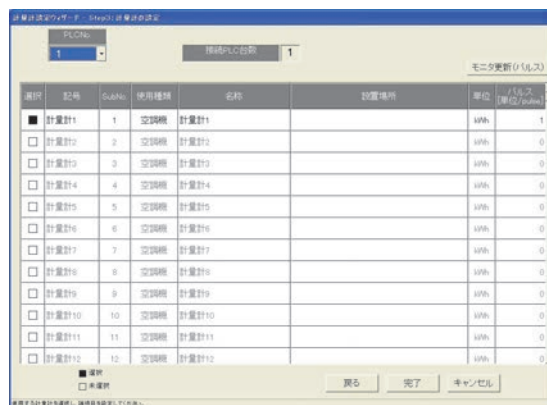 計量計設定ウィザード - Step3: 計量計の設定
PLCNo
1
接続PLC台数 1
モニタ更新(パルス)
選択 記号 SubNo 使用種類 名称 設置場所 単位 パルス
[単位/pulse]
計量計1 1 空調機 計量計1 kWh 1
計量計2 2 空調機 計量計2 kWh 0
計量計3 3 空調機 計量計3 kWh 0
計量計4 4 空調機 計量計4 kWh 0
計量計5 5 空調機 計量計5 kWh 0
計量計6 6 空調機 計量計6 kWh 0
計量計7 7 空調機 計量計7 kWh 0
計量計8 8 空調機 計量計8 kWh 0
計量計9 9 空調機 計量計9 kWh 0
計量計10 10 空調機 計量計10 kWh 0
計量計11 11 空調機 計量計11 kWh 0
計量計12 12 空調機 計量計12 kWh 0
■ 選択
□ 未選択
戻る 完了 キャンセル